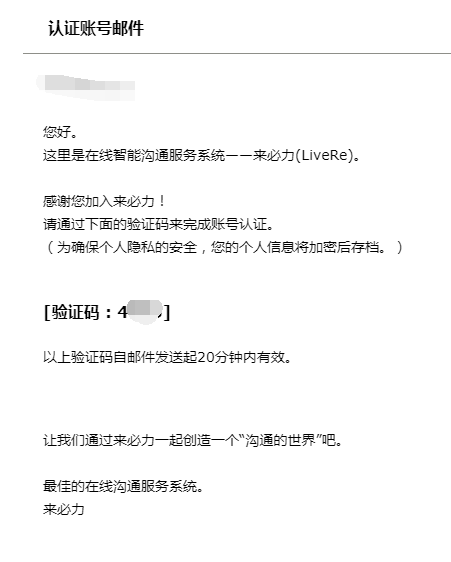 认证账号邮件
您好。
这里是在线智能沟通服务系统——来必力(LiveRe)。
感谢您加入来必力！
请通过下面的验证码来完成账号认证。
（为确保个人隐私的安全，您的个人信息将加密后存档。）
[验证码：4]
以上验证码自邮件发送起20分钟内有效。
让我们通过来必力一起创造一个“沟通的世界”吧。
最佳的在线沟通服务系统。
来必力